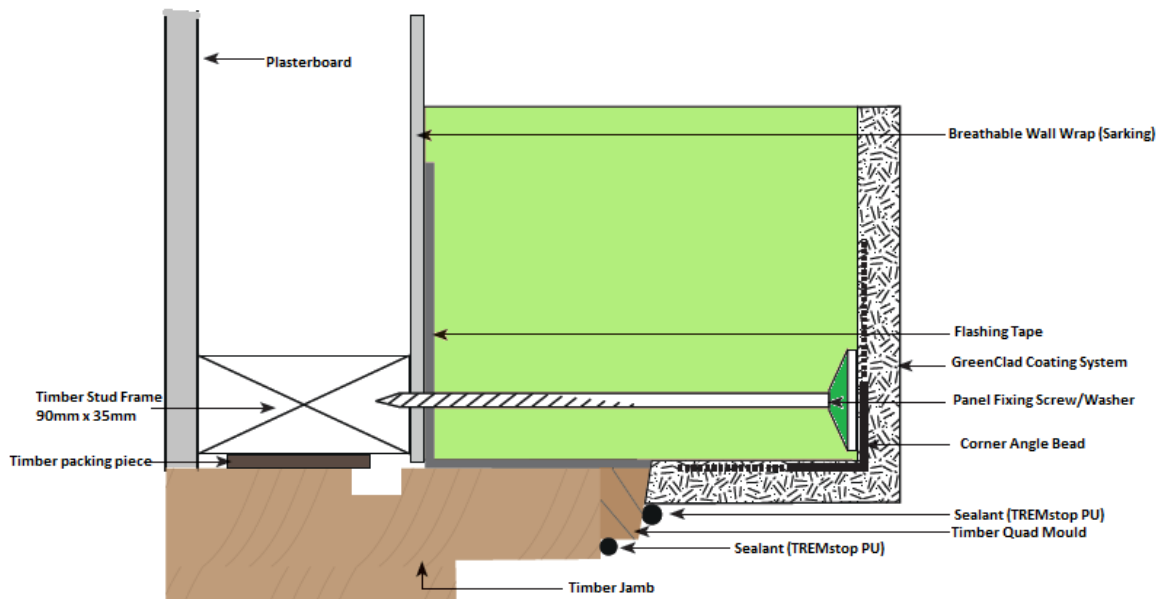 Plasterboard
Breathable Wall Wrap (Sarking)
Flashing Tape
GreenClad Coating System
Timber Stud Frame
90mm x 35mm
Panel Fixing Screw/Washer
Corner Angle Bead
Timber packing piece
Sealant (TREMstop PU)
Timber Quad Mould
Sealant (TREMstop PU)
Timber Jamb